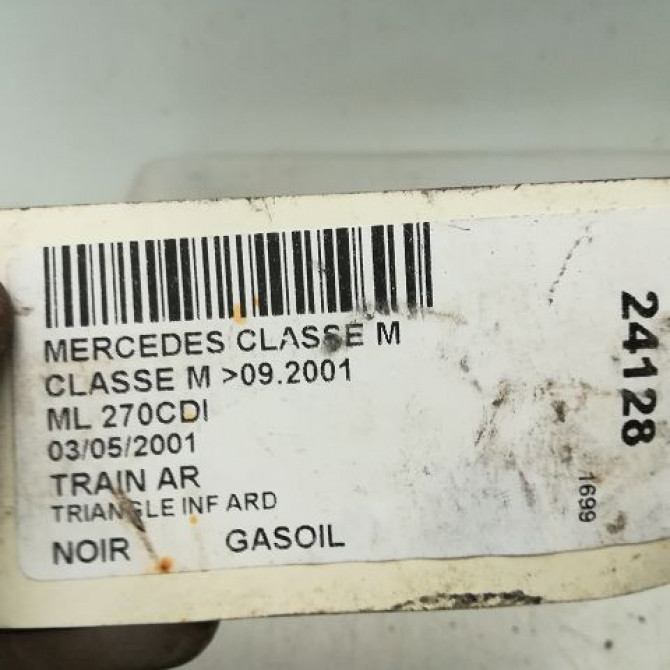 MERCEDES CLASSE M
CLASSE M >09.2001
ML 270CDI
03/05/2001
TRAIN AR
TRIANGLE INF ARD
NOIR GASOIL
24128
1699